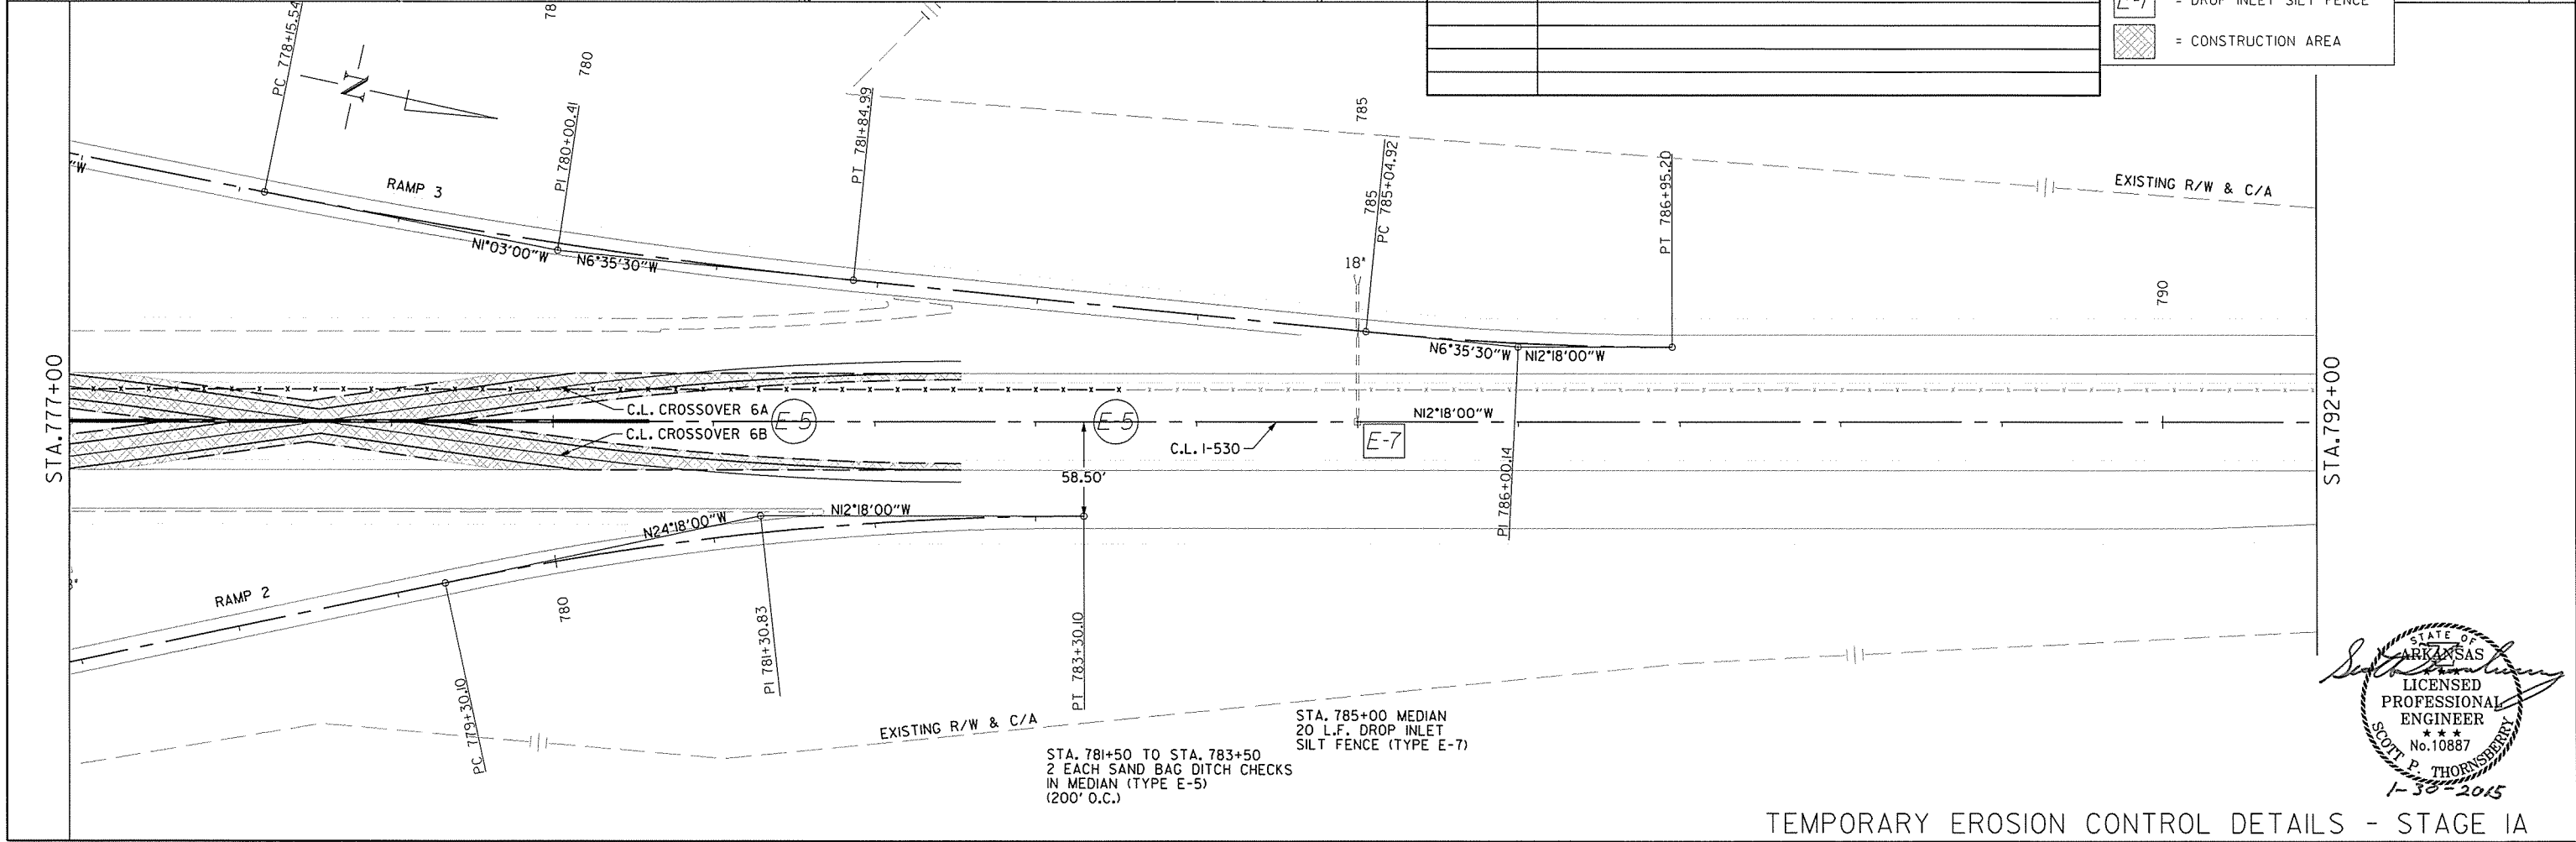 E-7 = DROP INLET SILT FENCE
= CONSTRUCTION AREA
PC 778+15.54
78
780
N
PI 780+00.41
PT 781+84.99
785
785
PC 785+04.92
PT 786+95.20
EXISTING R/W & C/A
"W
RAMP 3
N1°03'00"W
N6°35'30"W
18"
790
N6°35'30"W
N12°18'00"W
STA.777+00
STA.792+00
C.L. CROSSOVER 6A
E-5
E-5
N12°18'00"W
C.L. CROSSOVER 6B
C.L. I-530
E-7
58.50'
PI 786+00.14
N24°18'00"W
N12°18'00"W
RAMP 2
780
PC 779+30.10
PI 781+30.83
PT 783+30.10
EXISTING R/W & C/A
STA. 785+00 MEDIAN
20 L.F. DROP INLET
SILT FENCE (TYPE E-7)
STA. 781+50 TO STA. 783+50
2 EACH SAND BAG DITCH CHECKS
IN MEDIAN (TYPE E-5)
(200' O.C.)
STATE OF
ARKANSAS
★ ★ ★
LICENSED
PROFESSIONAL
ENGINEER
★ ★ ★
No.10887
SCOTT P. THORNSBERRY
1-30-2015
TEMPORARY EROSION CONTROL DETAILS - STAGE 1A